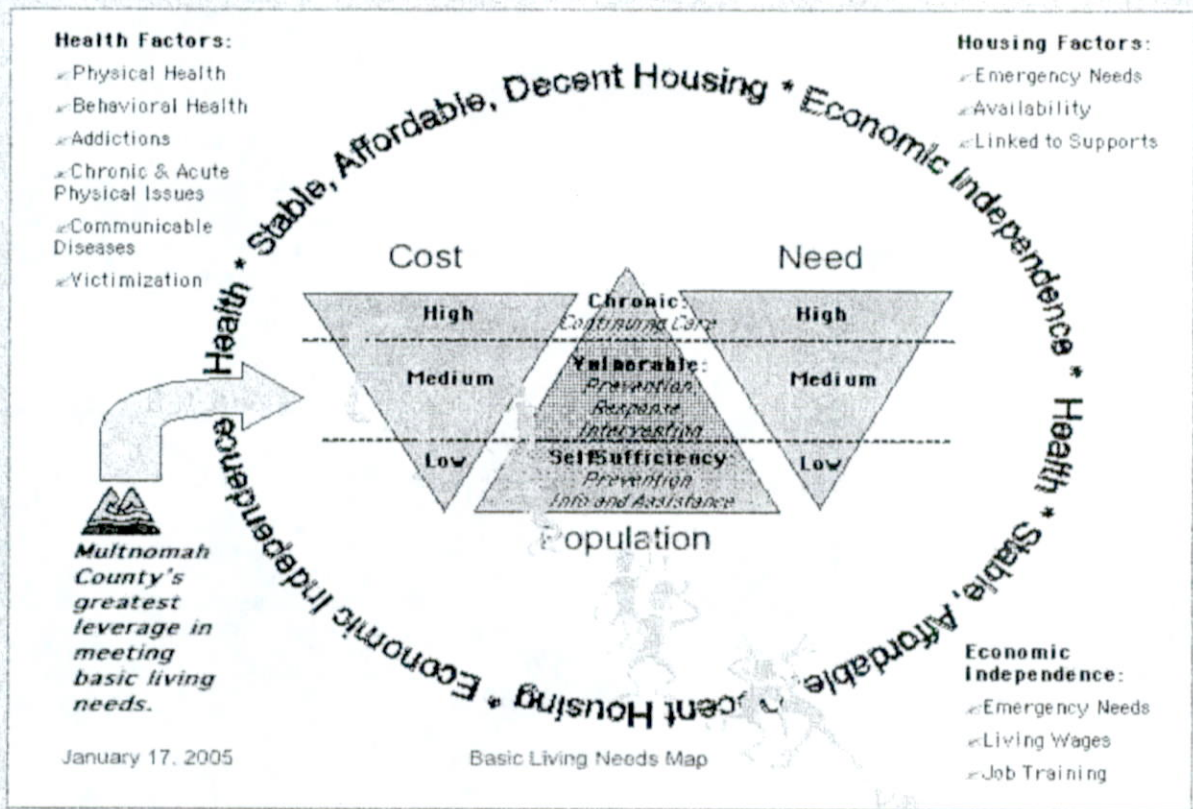 Health Factors:
Physical Health
Behavioral Health
Addictions
Chronic & Acute
Physical Issues
Communicable
Diseases
Victimization
Housing Factors:
Emergency Needs
Availability
Linked to Supports
Health * Stable, Affordable, Decent Housing * Economic Independence * Health * Stable, Affordable, Decent Housing * Economic Independence
Cost
Need
High
Medium
Low
Chronic:
Continuing Care
Vulnerable:
Prevention,
Response
Intervention
SelfSufficiency:
Prevention
Info and Assistance
High
Medium
Low
Population
Multnomah
County's
greatest
leverage in
meeting
basic living
needs.
Economic
Independence:
Emergency Needs
Living Wages
Job Training
January 17, 2005
Basic Living Needs Map